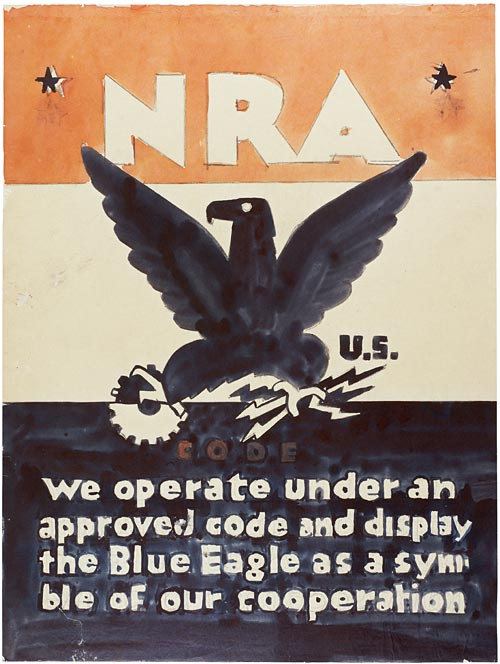 NRA
U.S.
CODE
we operate under an
approved code and display
the Blue Eagle as a sym
ble of our cooperation